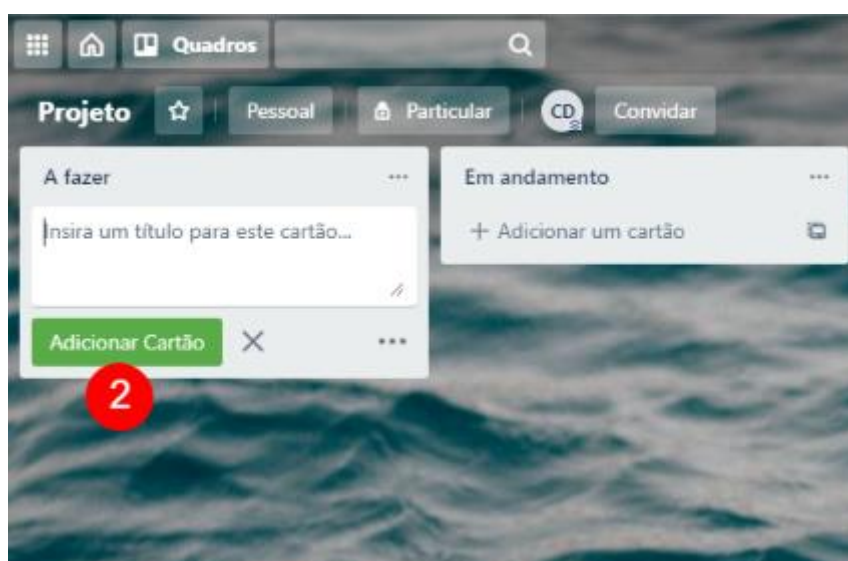 Quadros
Projeto Pessoal Particular CD Convidar
A fazer
Insira um título para este cartão...
Adicionar Cartão
2
Em andamento
+ Adicionar um cartão